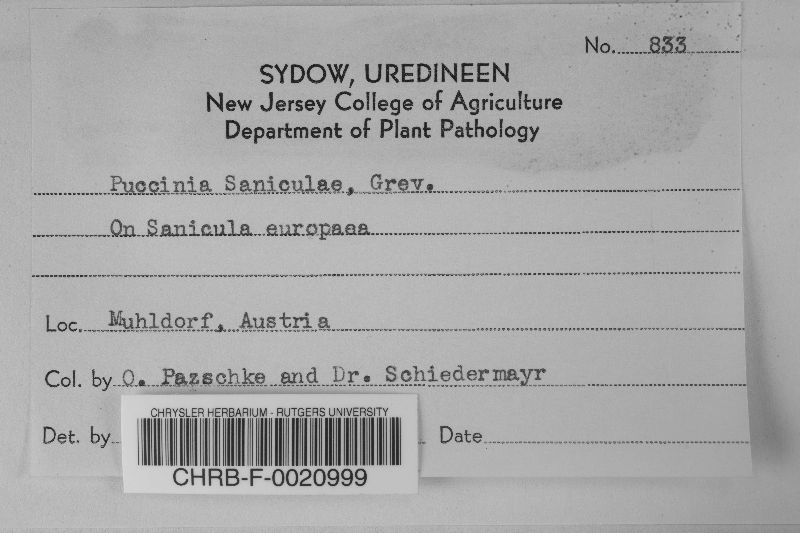 No. 833
SYDOW, UREDINEEN
New Jersey College of Agriculture
Department of Plant Pathology
Puccinia Saniculae, Grev.
On Sanicula europaea
Loc. Muhldorf, Austria
Col. by O. Pazschke and Dr. Schiedermayr
Det. by Date
CHRYSLER HERBARIUM - RUTGERS UNIVERSITY
CHRB-F-0020999